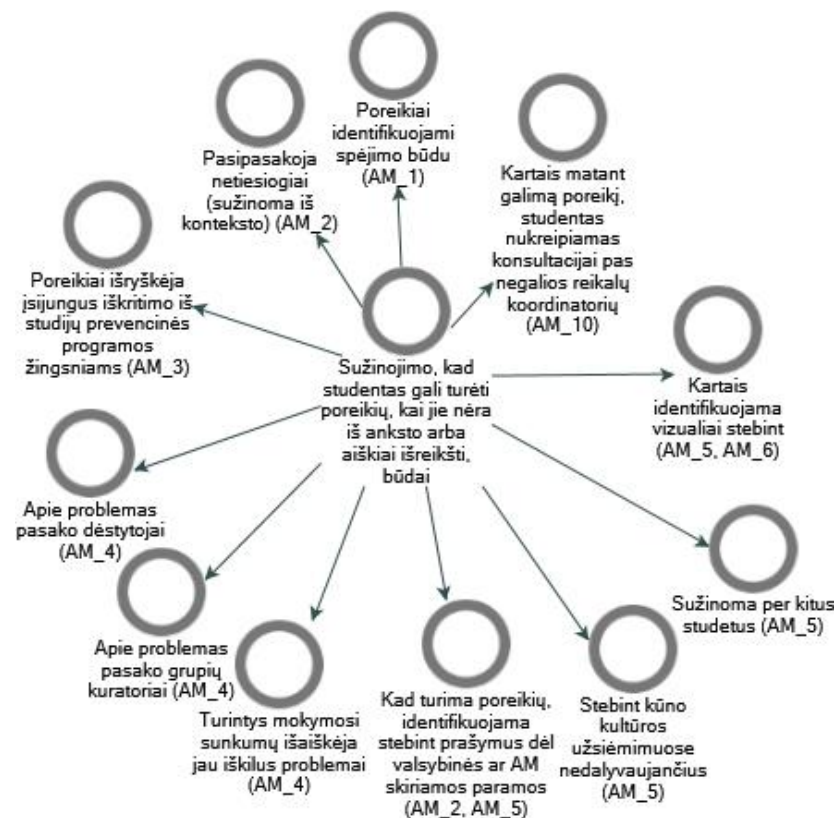 Poreikiai
identifikuojami
spėjimo būdu
(AM_1)
Pasipasakoja
netiesiogiai
(sužinoma iš
konteksto) (AM_2)
Kartais matant
galimą poreikį,
studentas
nukreipiamas
konsultacijai pas
negalios reikalų
koordinatorių
(AM_10)
Poreikiai išryškėja
įsijungus iškritimo iš
studijų prevencinės
programos
žingsniams (AM_3)
Sužinojimo, kad
studentas gali turėti
poreikių, kai jie nėra
iš anksto arba
aiškiai išreikšti,
būdai
Kartais
identifikuojama
vizualiai stebint
(AM_5, AM_6)
Apie problemas
pasako dėstytojai
(AM_4)
Sužinoma per kitus
studetus (AM_5)
Apie problemas
pasako grupių
kuratoriai (AM_4)
Turintys mokymosi
sunkumų išaiškėja
jau iškilus problemai
(AM_4)
Kad turima poreikių,
identifikuojama
stebint prašymus dėl
valsybinės ar AM
skiriamos paramos
(AM_2, AM_5)
Stebint kūno
kultūros
užsiėmimuose
nedalyvaujančius
(AM_5)